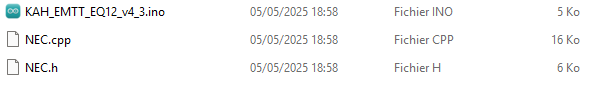 KAH_EMTT_EQ12_v4_3.ino 05/05/2025 18:58 Fichier INO 5 Ko
NEC.cpp 05/05/2025 18:58 Fichier CPP 16 Ko
NEC.h 05/05/2025 18:58 Fichier H 6 Ko